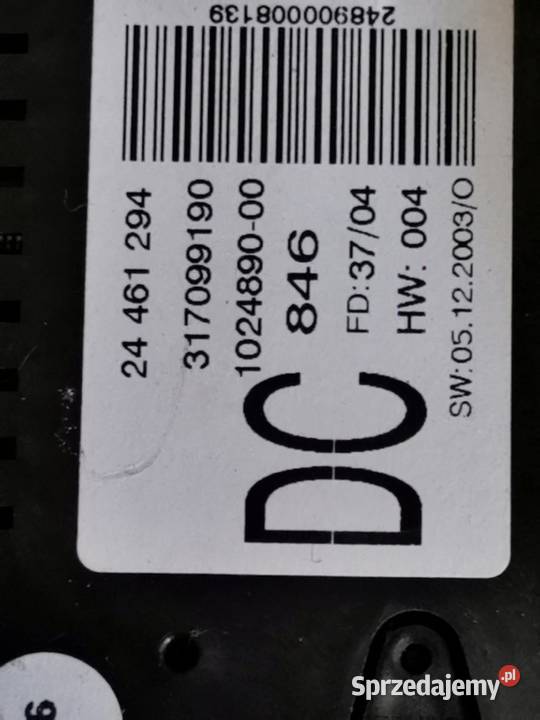 248900008139
24 461 294
317099190
1024890-00
846
FD:37/04
HW: 004
SW:05.12.2003/O
DC
Sprzedajemy.pl